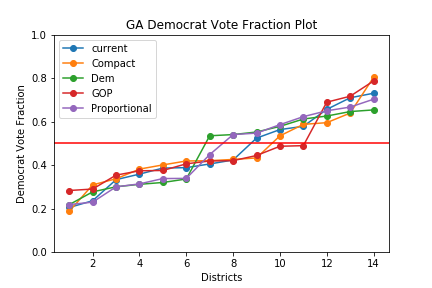 GA Democrat Vote Fraction Plot
current
Compact
Dem
GOP
Proportional
1.0
0.8
0.6
0.4
0.2
0.0
Democrat Vote Fraction
2 4 6 8 10 12 14
Districts